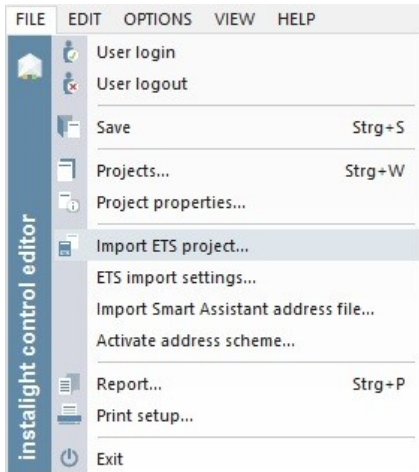 FILE EDIT OPTIONS VIEW HELP
User login
User logout
Save Strg+S
Projects... Strg+W
Project properties...
Import ETS project...
ETS import settings...
Import Smart Assistant address file...
Activate address scheme...
Report... Strg+P
Print setup...
Exit
instalight control editor